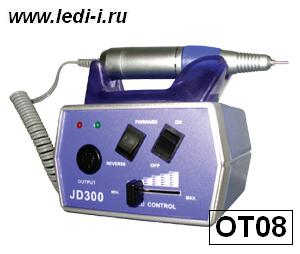 www.ledi-i.ru
FORWARD
ON
REVERSE
OFF
OUTPUT
MIN.
MAX.
JD300
CONTROL
OT08